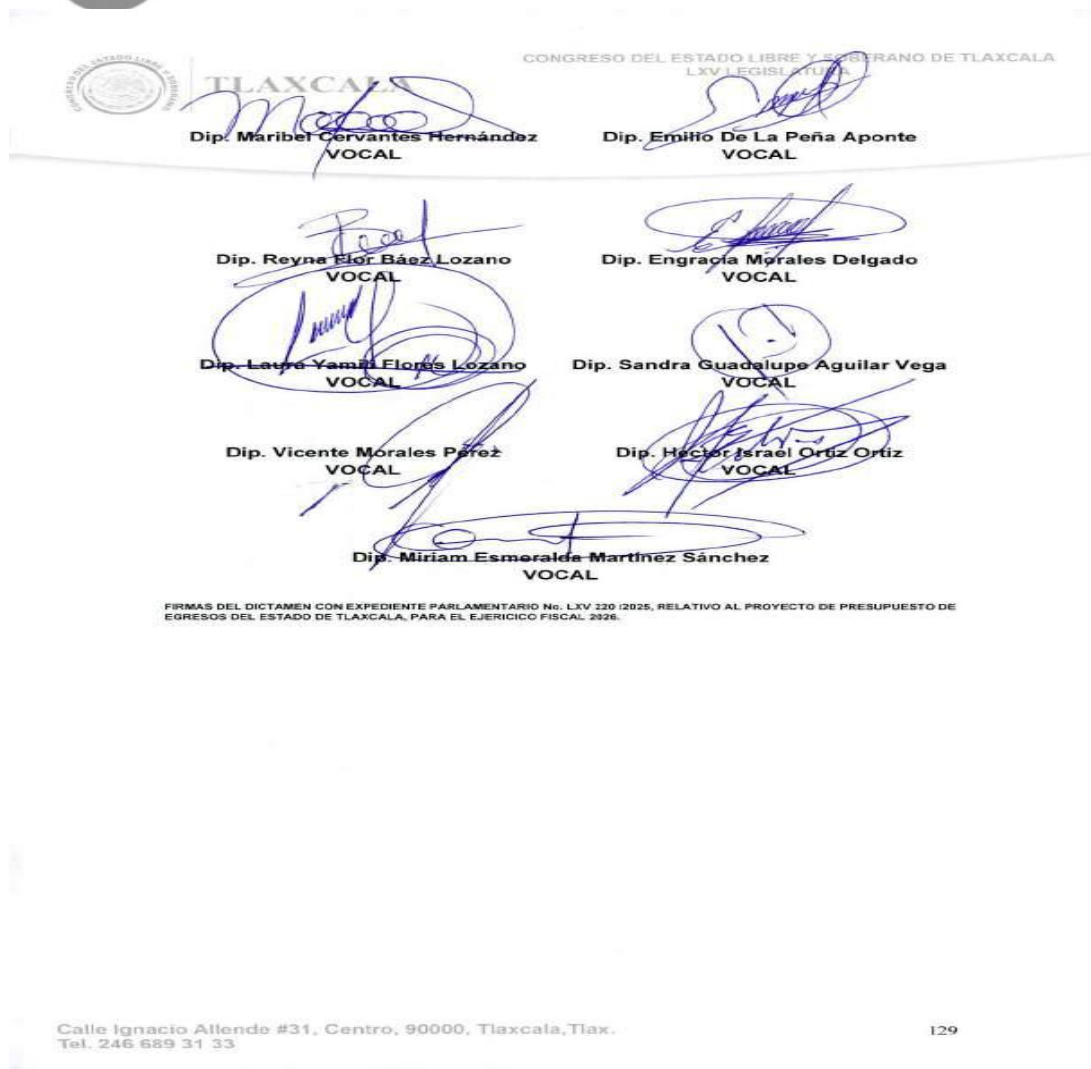 CONGRESO DEL ESTADO LIBRE Y SOBERANO DE TLAXCALA
LXV LEGISLATURA
TLAXCALA
Dip. Maribel Cervantes Hernández
VOCAL
Dip. Emilio De La Peña Aponte
VOCAL
Dip. Reyna Flor Báez Lozano
VOCAL
Dip. Engracia Morales Delgado
VOCAL
Dip. Laura Yamili Flores Lozano
VOCAL
Dip. Sandra Guadalupe Aguilar Vega
VOCAL
Dip. Vicente Morales Pérez
VOCAL
Dip. Héctor Israel Ortiz Ortiz
VOCAL
Dip. Miriam Esmeralda Martínez Sánchez
VOCAL
FIRMAS DEL DICTAMEN CON EXPEDIENTE PARLAMENTARIO No. LXV 220 /2025, RELATIVO AL PROYECTO DE PRESUPUESTO DE
EGRESOS DEL ESTADO DE TLAXCALA, PARA EL EJERICICO FISCAL 2026.
Calle Ignacio Allende #31, Centro, 90000, Tlaxcala,Tlax.
Tel. 246 689 31 33
129